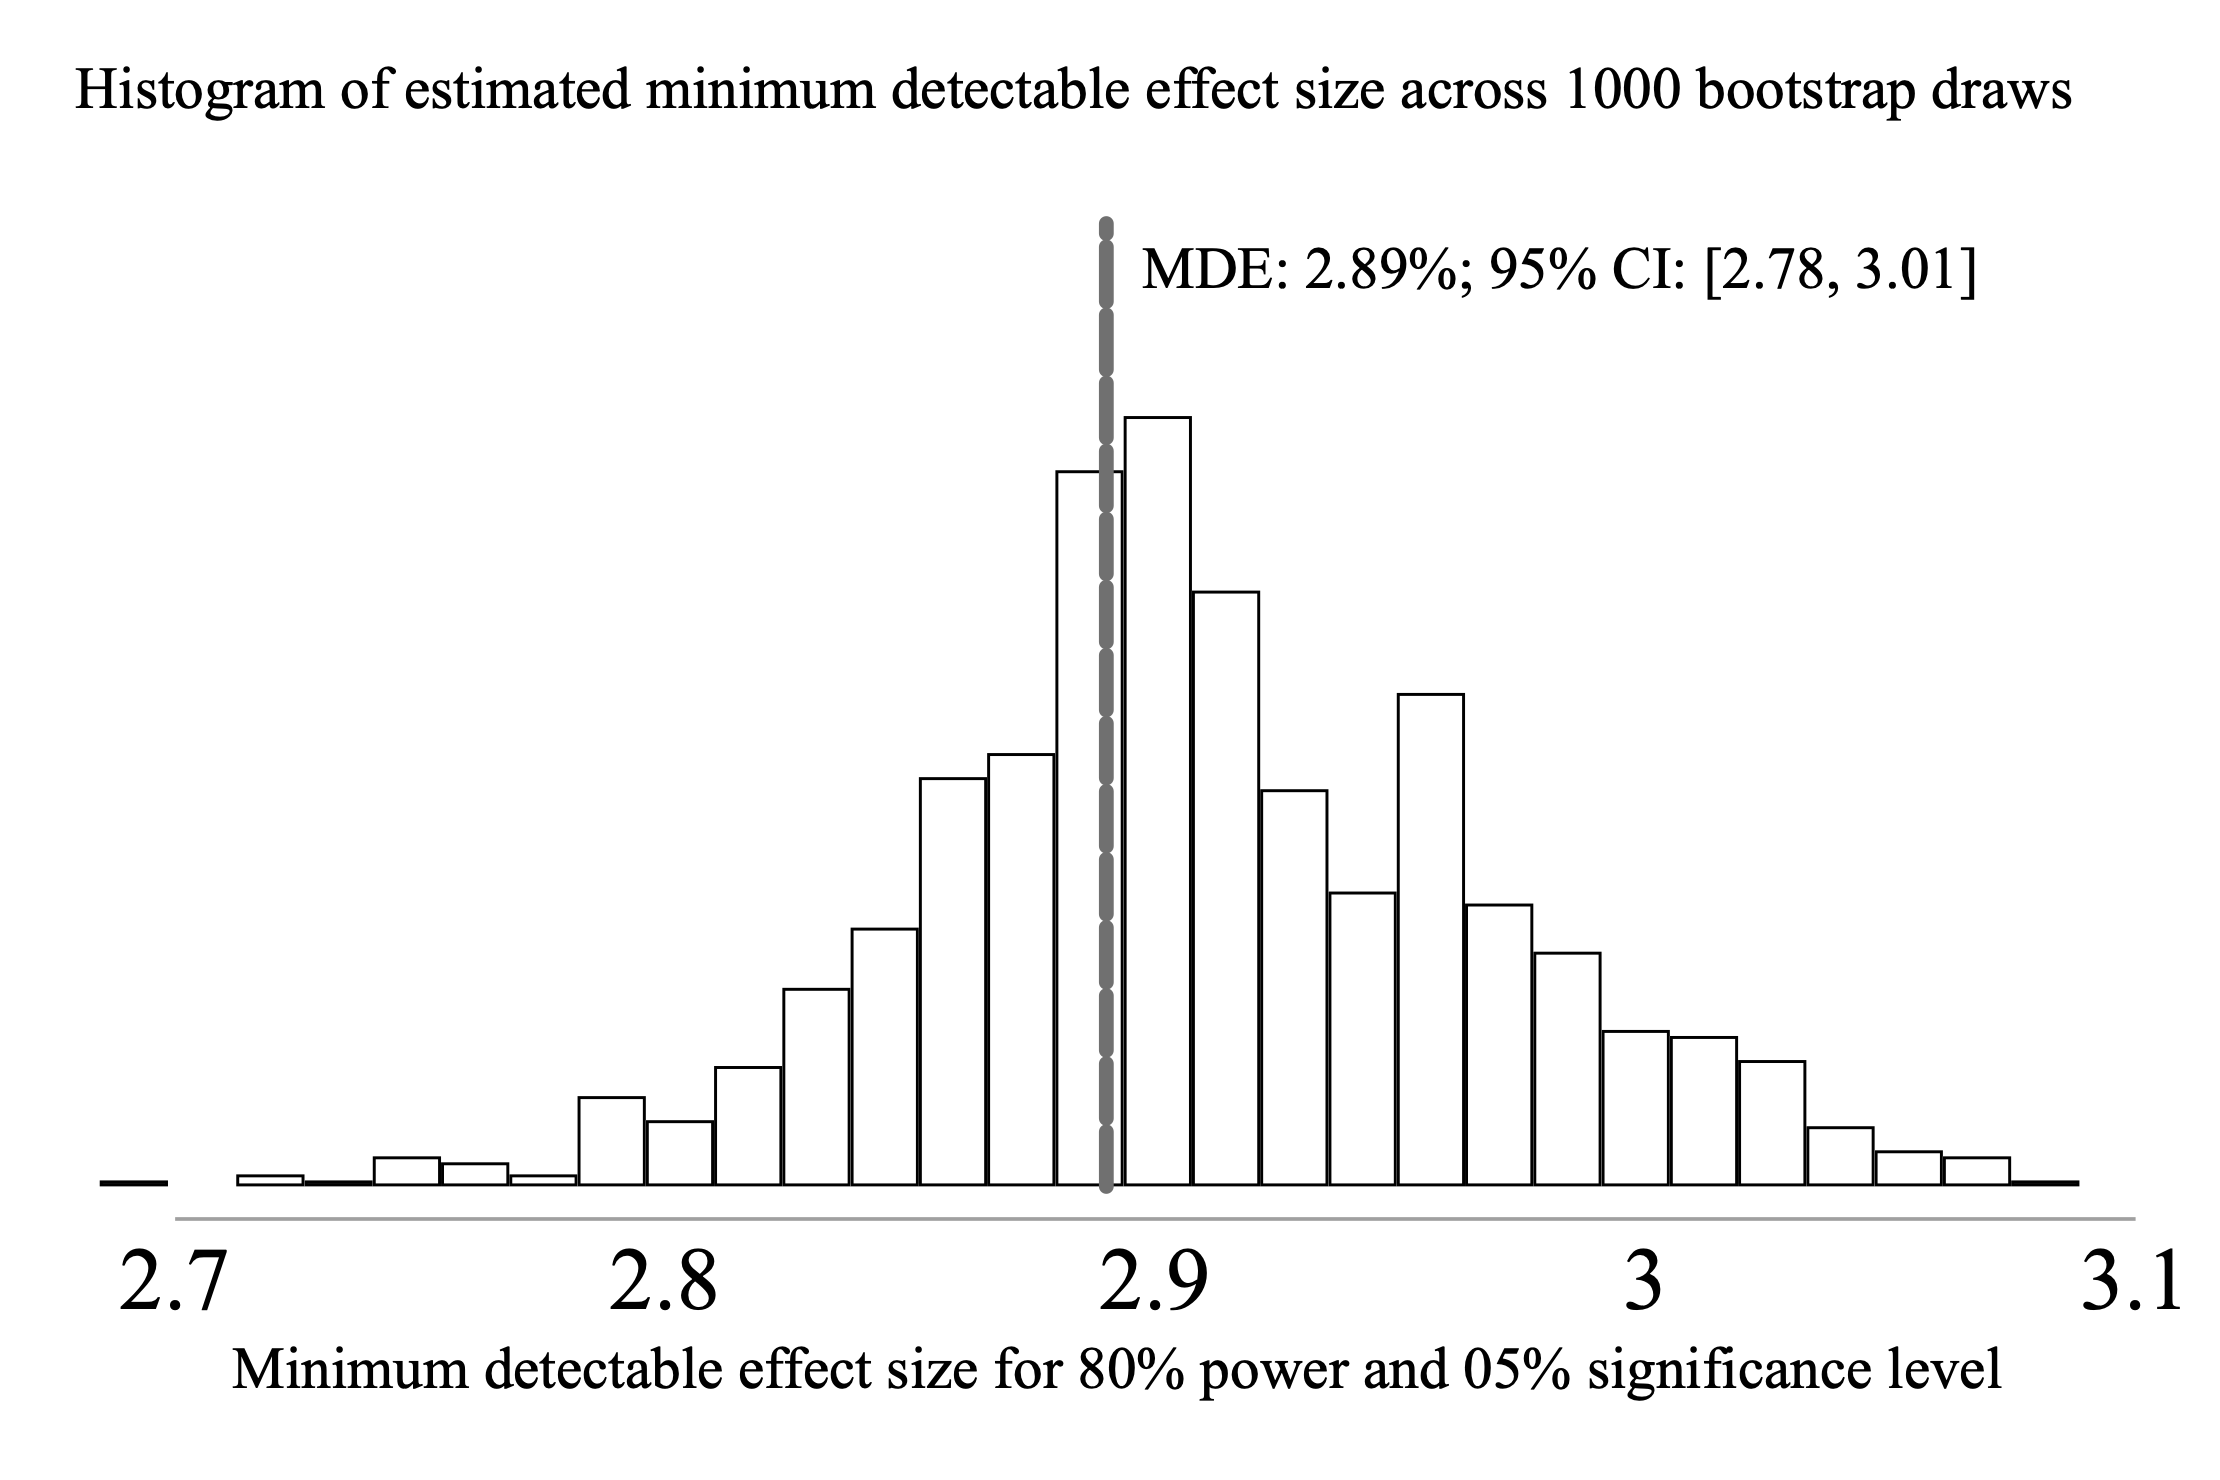 Histogram of estimated minimum detectable effect size across 1000 bootstrap draws
MDE: 2.89%; 95% CI: [2.78, 3.01]
2.7 2.8 2.9 3 3.1
Minimum detectable effect size for 80% power and 05% significance level